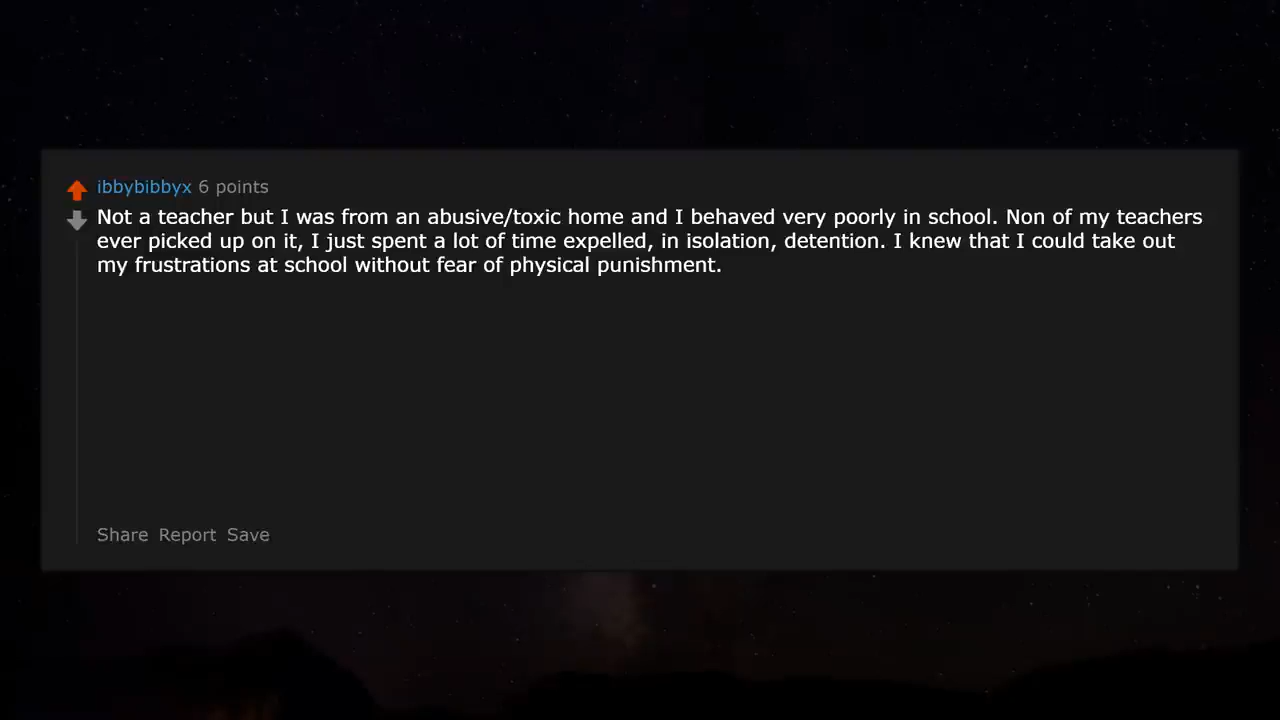 ibbybibbyx 6 points
Not a teacher but I was from an abusive/toxic home and I behaved very poorly in school. Non of my teachers
ever picked up on it, I just spent a lot of time expelled, in isolation, detention. I knew that I could take out
my frustrations at school without fear of physical punishment.
Share Report Save